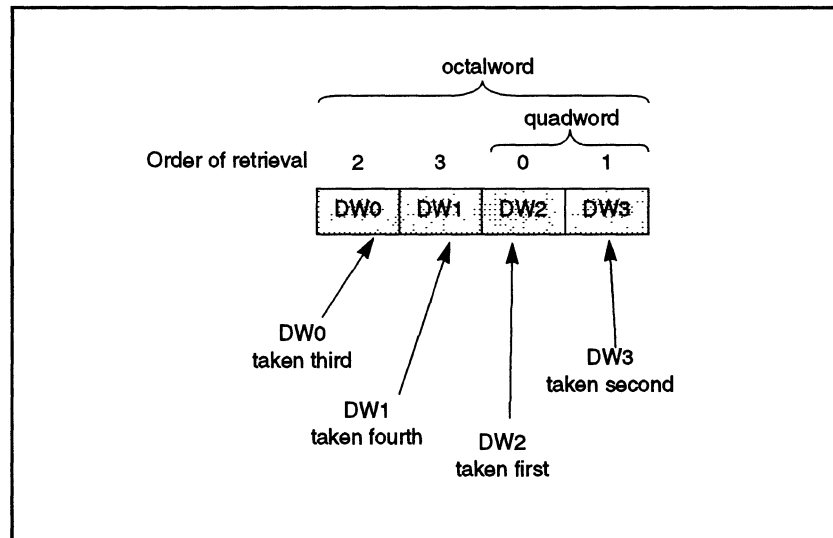 octalword
quadword
Order of retrieval 2 3 0 1
DW0 DW1 DW2 DW3
DW0
taken third
DW3
taken second
DW1
taken fourth
DW2
taken first